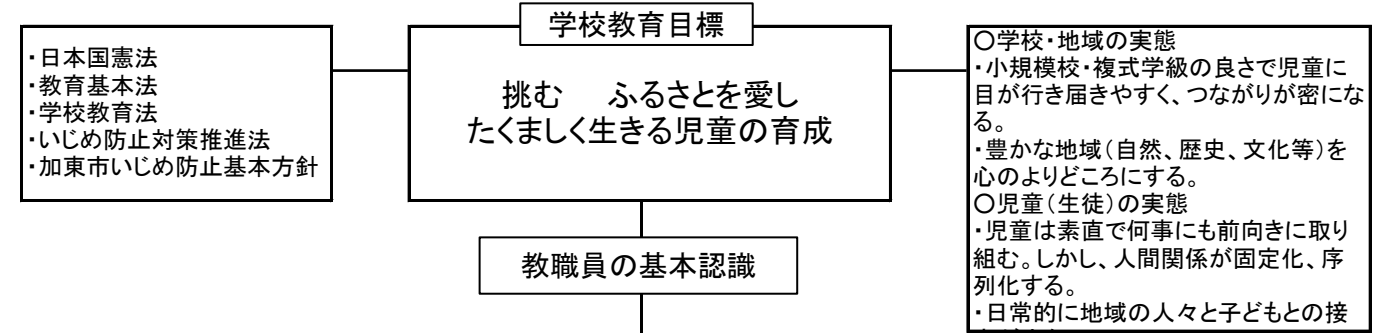 学校教育目標
・日本国憲法
・教育基本法
・学校教育法
・いじめ防止対策推進法
・加東市いじめ防止基本方針
挑む　ふるさとを愛し
たくましく生きる児童の育成
教職員の基本認識
〇学校・地域の実態
・小規模校・複式学級の良さで児童に
目が行き届きやすく、つながりが密にな
る。
・豊かな地域（自然、歴史、文化等）を
心のよりどころにする。
〇児童（生徒）の実態
・児童は素直で何事にも前向きに取り
組む。しかし、人間関係が固定化、序
列化する。
・日常的に地域の人々と子どもとの接